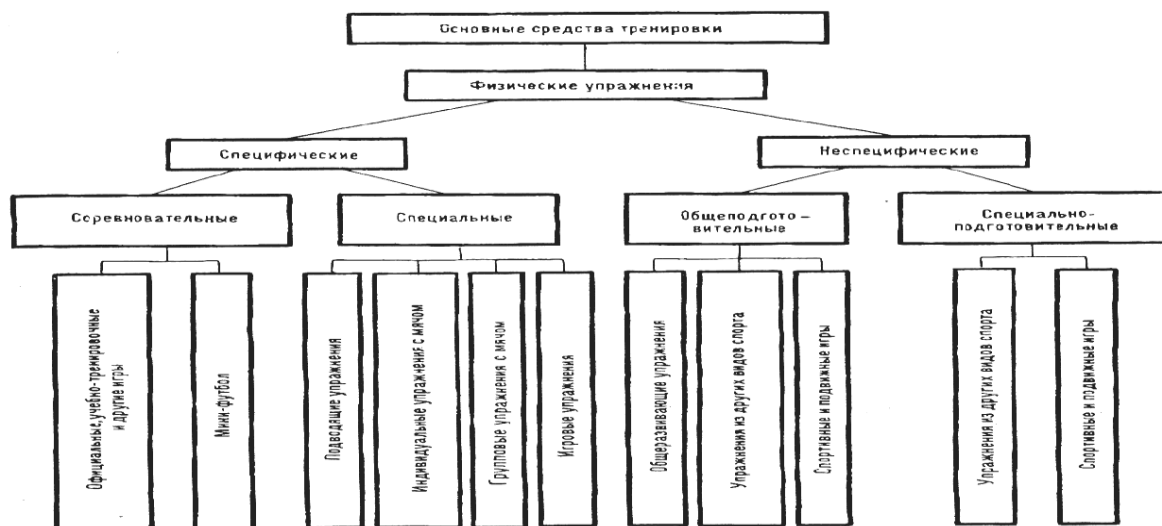 Основные средства тренировки
Физические упражнения
Специфические
Неспецифические
Соревновательные
Специальные
Общеподгото –
вительные
Специально-
подготовительные
Официальные, учебно-тренировочные
и другие игры
Мини-футбол
Подводящие упражнения
Индивидуальные упражнения с мячом
Групповые упражнения с мячом
Игровые упражнения
Общеразвивающие упражнения
Упражнения из других видов спорта
Спортивные и подвижные игры
Упражнения из других видов спорта
Спортивные и подвижные игры